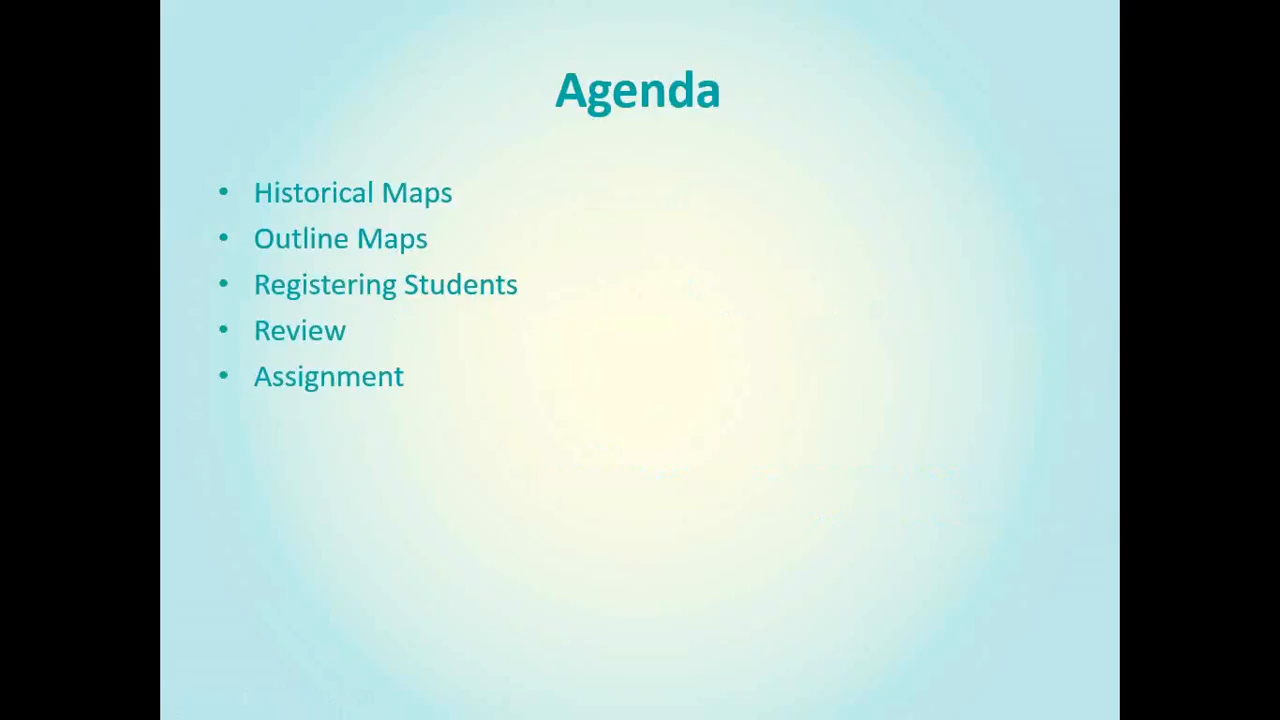 Agenda
• Historical Maps
• Outline Maps
• Registering Students
• Review
• Assignment